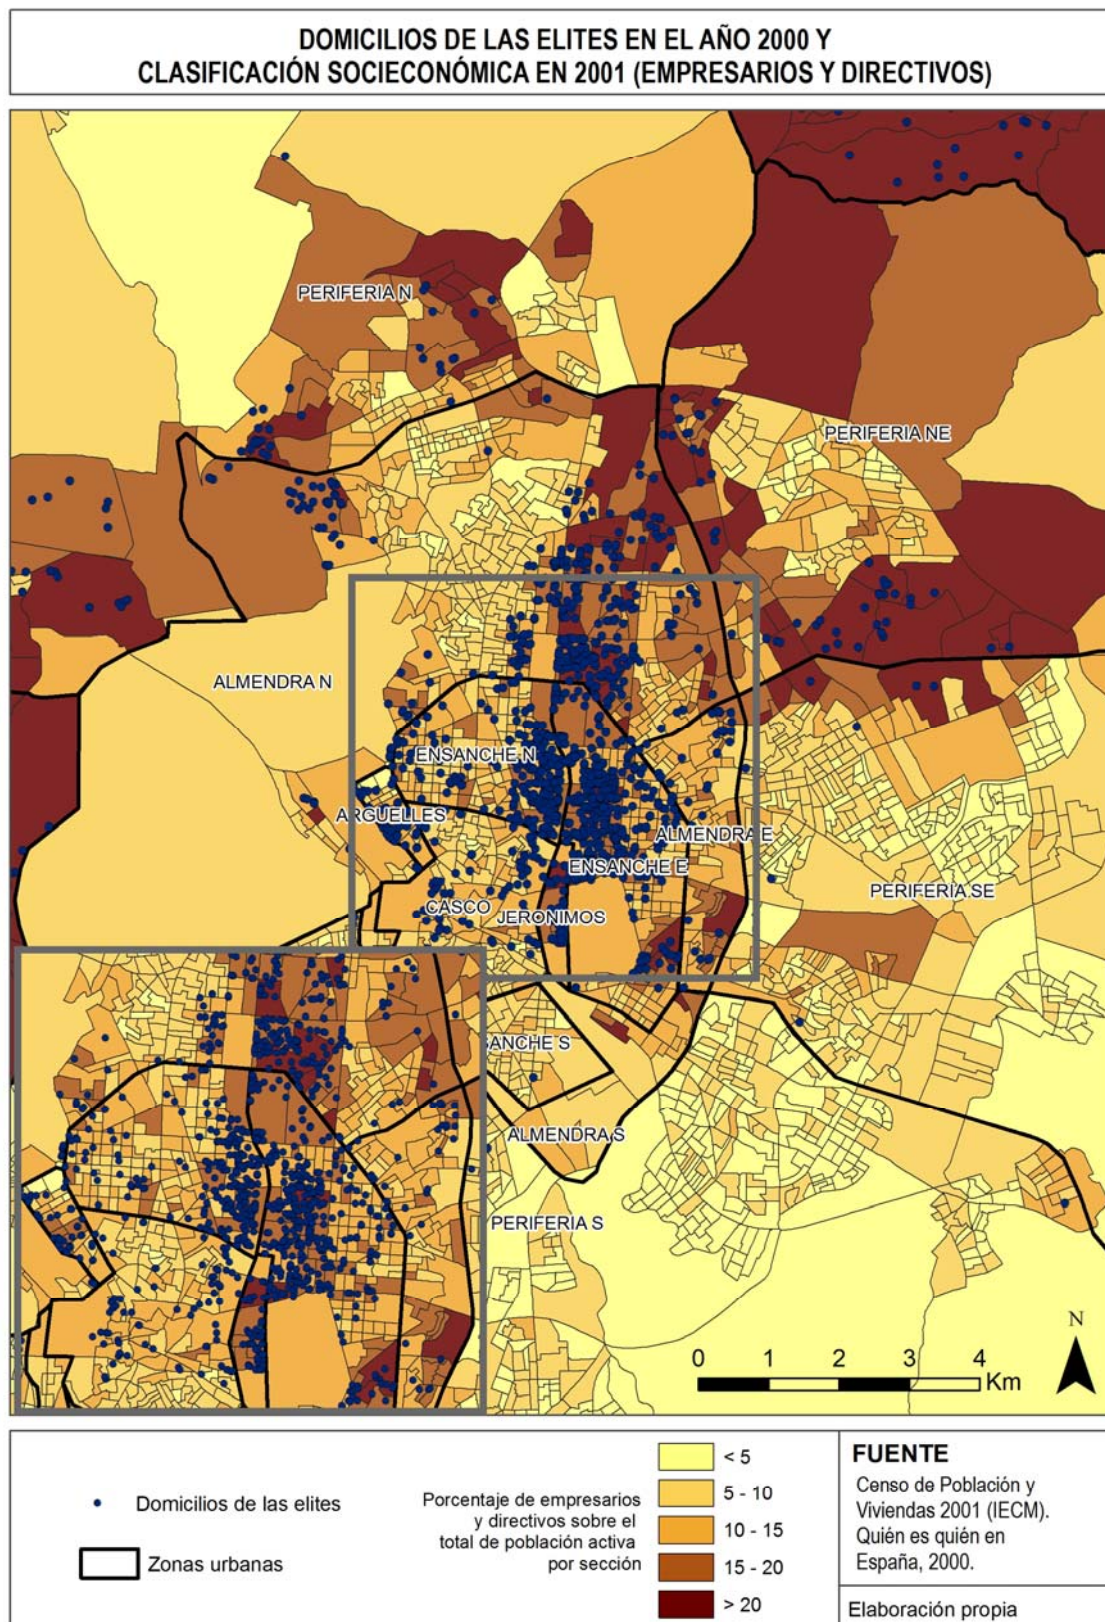 DOMICILIOS DE LAS ELITES EN EL AÑO 2000 Y
CLASIFICACIÓN SOCIECONÓMICA EN 2001 (EMPRESARIOS Y DIRECTIVOS)
PERIFERIA N
PERIFERIA NE
ALMENDRA N
ENSANCHE N
ARGUELLES
ALMENDRA E
ENSANCHE E
PERIFERIA SE
CASCO
JERONIMOS
SANCHE S
ALMENDRA S
PERIFERIA S
N
0 1 2 3 4
Km
Domicilios de las elites
Zonas urbanas
Porcentaje de empresarios
y directivos sobre el
total de población activa
por sección
< 5
5 - 10
10 - 15
15 - 20
> 20
FUENTE
Censo de Población y
Viviendas 2001 (IECM).
Quién es quién en
España, 2000.
Elaboración propia